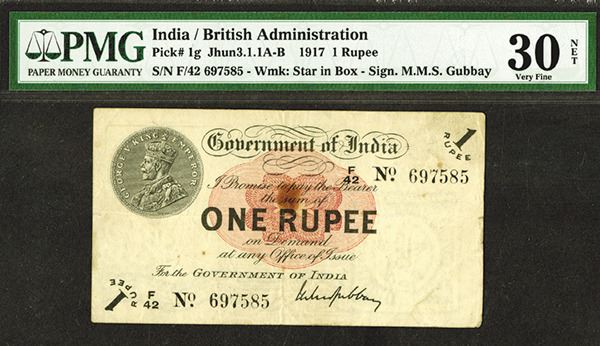 PMG
PAPER MONEY GUARANTY
India / British Administration
Pick# 1g Jhun3.1.1A-B 1917 1 Rupee
S/N F/42 697585 - Wmk: Star in Box - Sign. M.M.S. Gubbay
30 NET
Very Fine
GEORGE V KING EMPEROR
Government of India
1 RUPEE
F/42 No 697585
I Promise to pay the Bearer
the sum of
ONE RUPEE
on Demand
at any Office of Issue
For the GOVERNMENT OF INDIA
1 RUPEE
F/42 No 697585
MMSGubbay